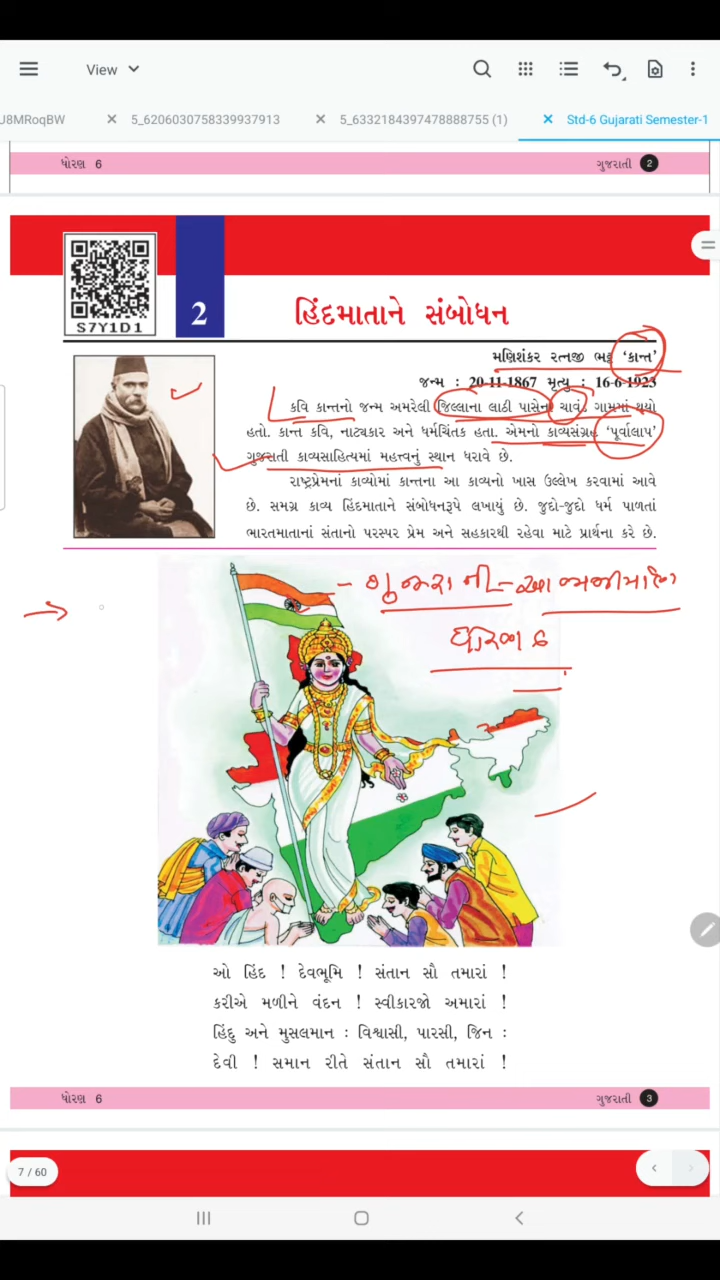 View
J8MRoqBW
5_6206030758339937913
5_6332184397478888755 (1)
Std-6 Gujarati Semester-1
ધોરણ 6
ગુજરાતી 2
S7Y1D1
2
હિંદમાતાને સંબોધન
મણિશંકર રત્નજી ભટ્ટ ‘કાન્ત’
જન્મ : 20-11-1867 મૃત્યુ : 16-6-1923
કવિ કાન્તનો જન્મ અમરેલી જિલ્લાના લાઠી પાસેના ચાવંડ ગામમાં થયો
હતો. કાન્ત કવિ, નાટ્યકાર અને ધર્મચિંતક હતા. એમનો કાવ્યસંગ્રહ ‘પૂર્વાલાપ’
ગુજરાતી કાવ્યસાહિત્યમાં મહત્ત્વનું સ્થાન ધરાવે છે.
રાષ્ટ્રપ્રેમનાં કાવ્યોમાં કાન્તના આ કાવ્યનો ખાસ ઉલ્લેખ કરવામાં આવે
છે. સમગ્ર કાવ્ય હિંદમાતાને સંબોધનરૂપે લખાયું છે. જુદો-જુદો ધર્મ પાળતાં
ભારતમાતાનાં સંતાનો પરસ્પર પ્રેમ અને સહકારથી રહેવા માટે પ્રાર્થના કરે છે.
ધોરણ ૬
ઓ હિંદ ! દેવભૂમિ ! સંતાન સૌ તમારાં !
કરીએ મળીને વંદન ! સ્વીકારજો અમારાં !
હિંદુ અને મુસલમાન : વિશ્વાસી, પારસી, જિન :
દેવી ! સમાન રીતે સંતાન સૌ તમારાં !
ધોરણ 6
ગુજરાતી 3
7 / 60